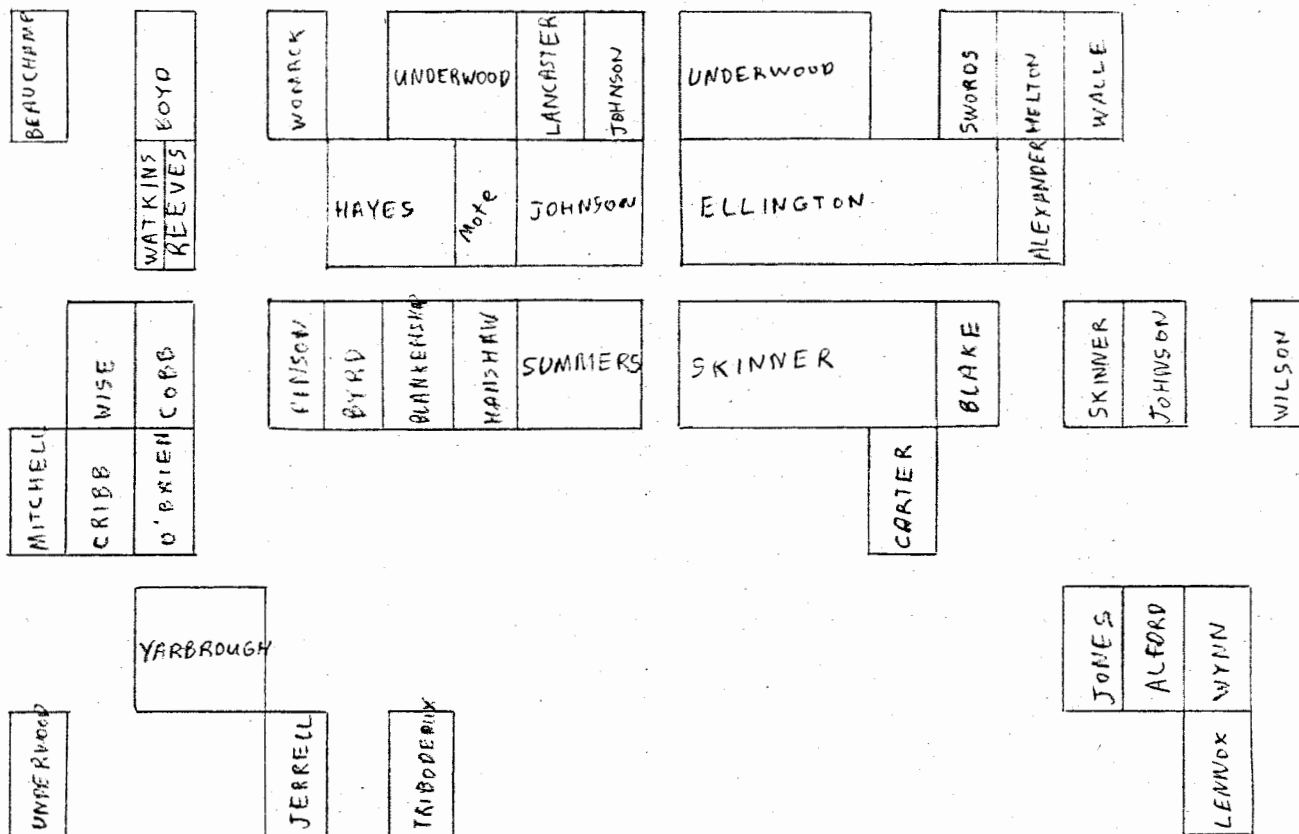 BEAUCHAMP
BOYD
WOMACK
UNDERWOOD
LANCASTER
JOHNSON
UNDERWOOD
SWORDS
HELTON
WALLE
WATKINS
REEVES
HAYES
MOTE
JOHNSON
ELLINGTON
ALEXANDER
WISE
COBB
BYRD
BLANKENSHIP
HANSHAW
SUMMERS
SKINNER
BLAKE
SKINNER
JOHNSON
WILSON
MITCHELL
CRIBB
O'BRIEN
CARTER
YARBROUGH
JONES
ALFORD
WYNN
UNDERWOOD
JERRELL
TRIBODEAUX
LENNOX